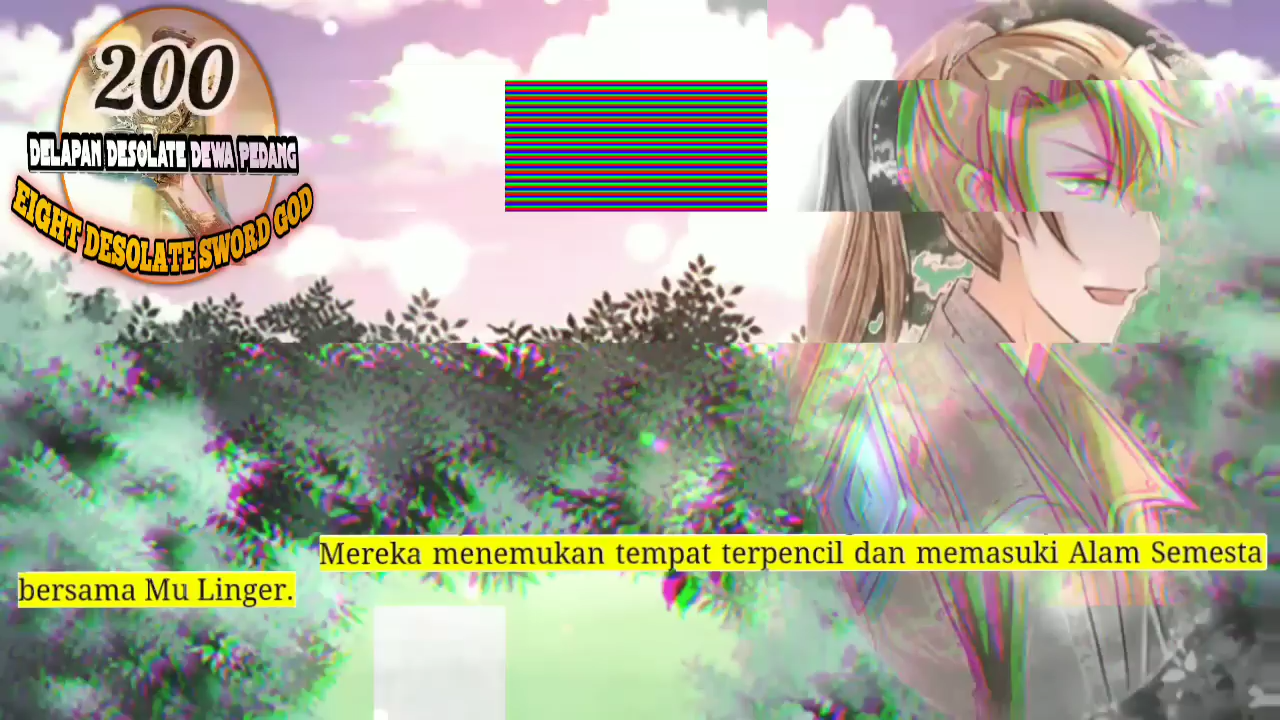 200
DELAPAN DESOLATE DEWA PEDANG
EIGHT DESOLATE SWORD GOD
Mereka menemukan tempat terpencil dan memasuki Alam Semesta
bersama Mu Linger.